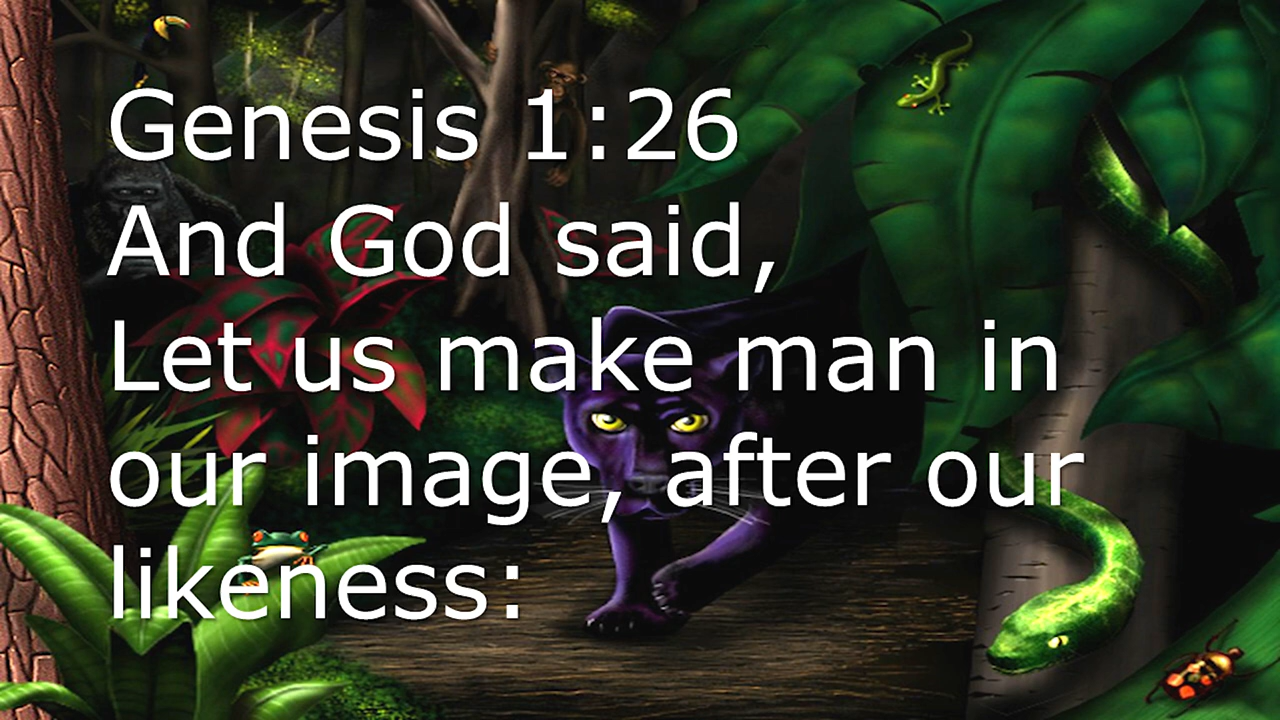 Genesis 1:26
And God said,
Let us make man in
our image, after our
likeness: